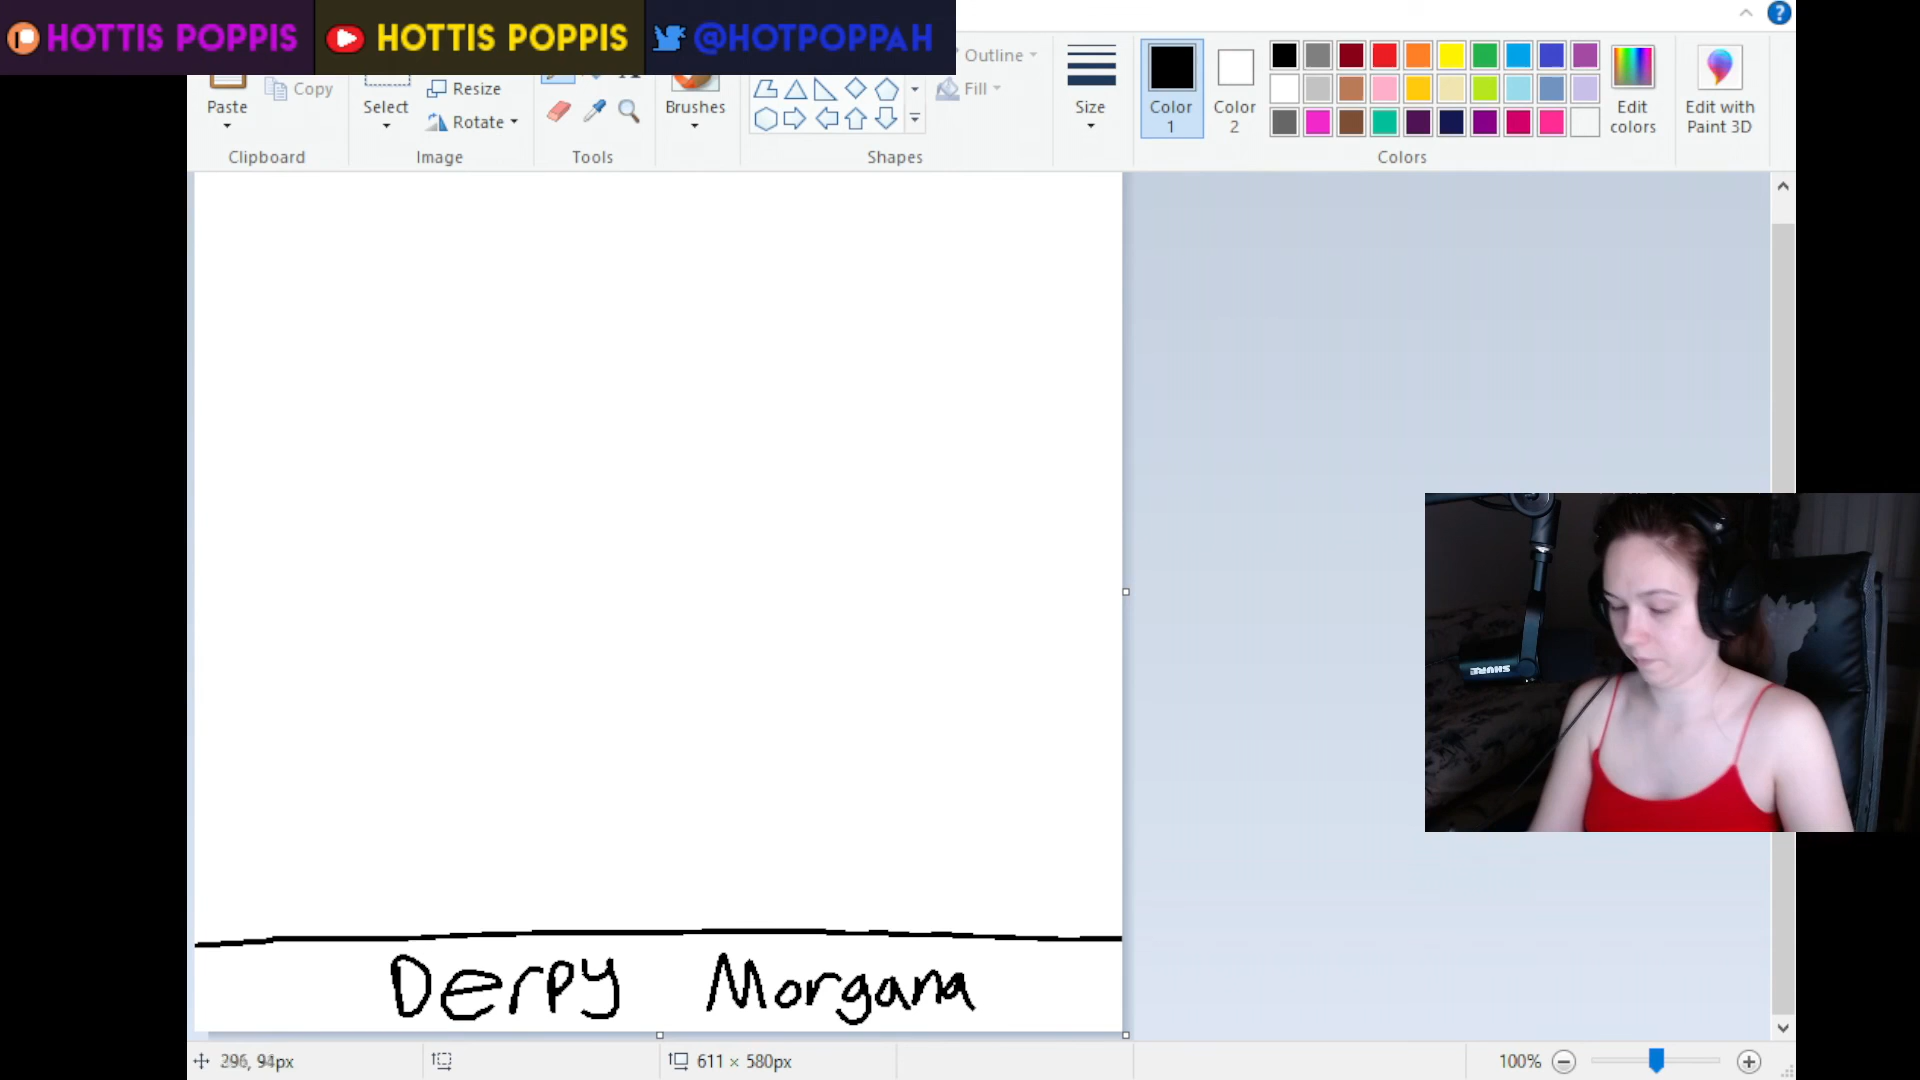 HOTTIS POPPIS HOTTIS POPPIS @HOTPOPPAH
Paste Copy Select Resize Rotate Brushes Outline Fill Size Color 1 Color 2 Edit colors Edit with Paint 3D
Clipboard Image Tools Shapes Colors
SHURE
Derpy Morgana
296, 94px 611 × 580px 100%